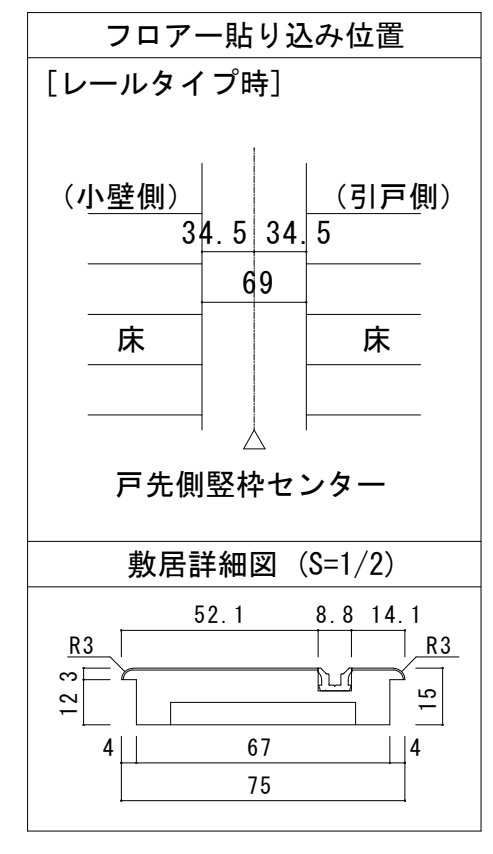 フロアー貼り込み位置
[レールタイプ時]
(小壁側) (引戸側)
34.5 34.5
69
床 床
戸先側竪枠センター
敷居詳細図 (S=1/2)
52.1 8.8 14.1
R3 R3
3
12 15
4 67 4
75